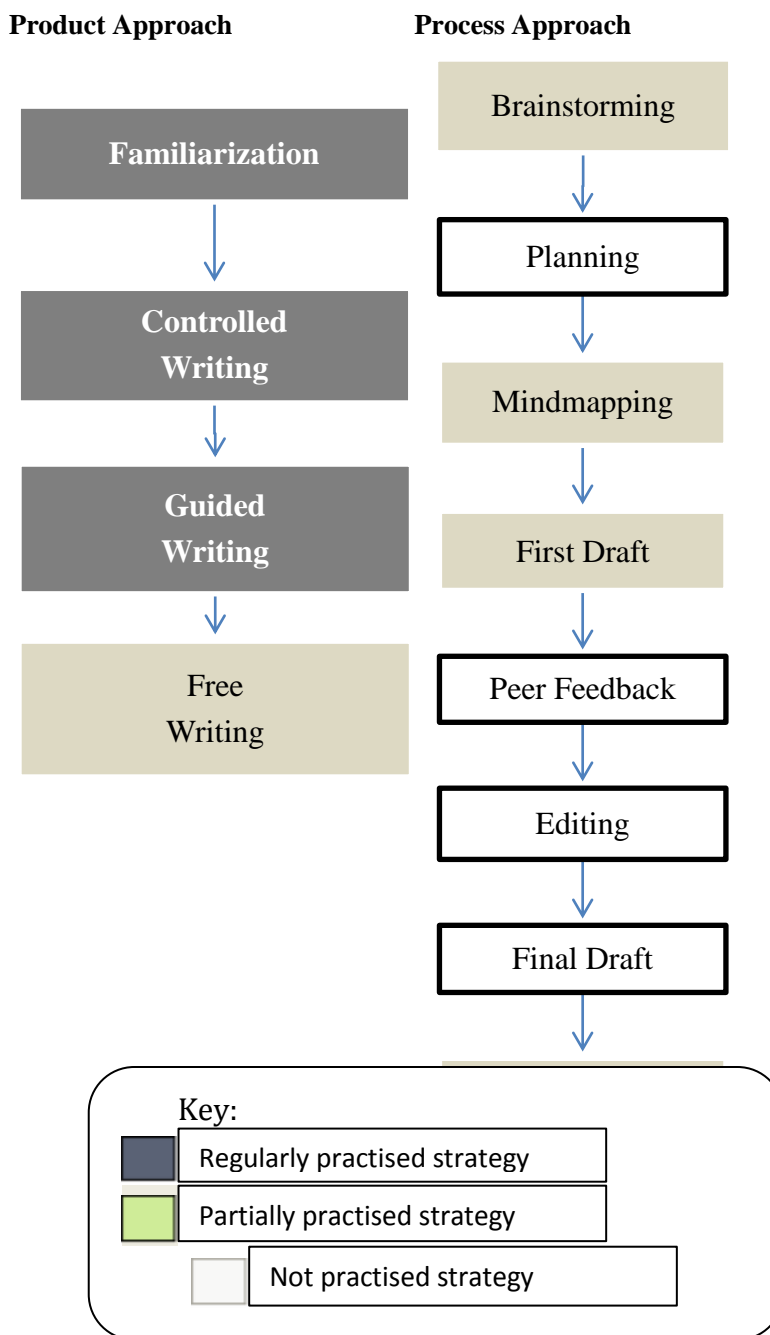 Product Approach
Process Approach
Familiarization
Controlled
Writing
Guided
Writing
Free
Writing
Brainstorming
Planning
Mindmapping
First Draft
Peer Feedback
Editing
Final Draft
Key:
Regularly practised strategy
Partially practised strategy
Not practised strategy